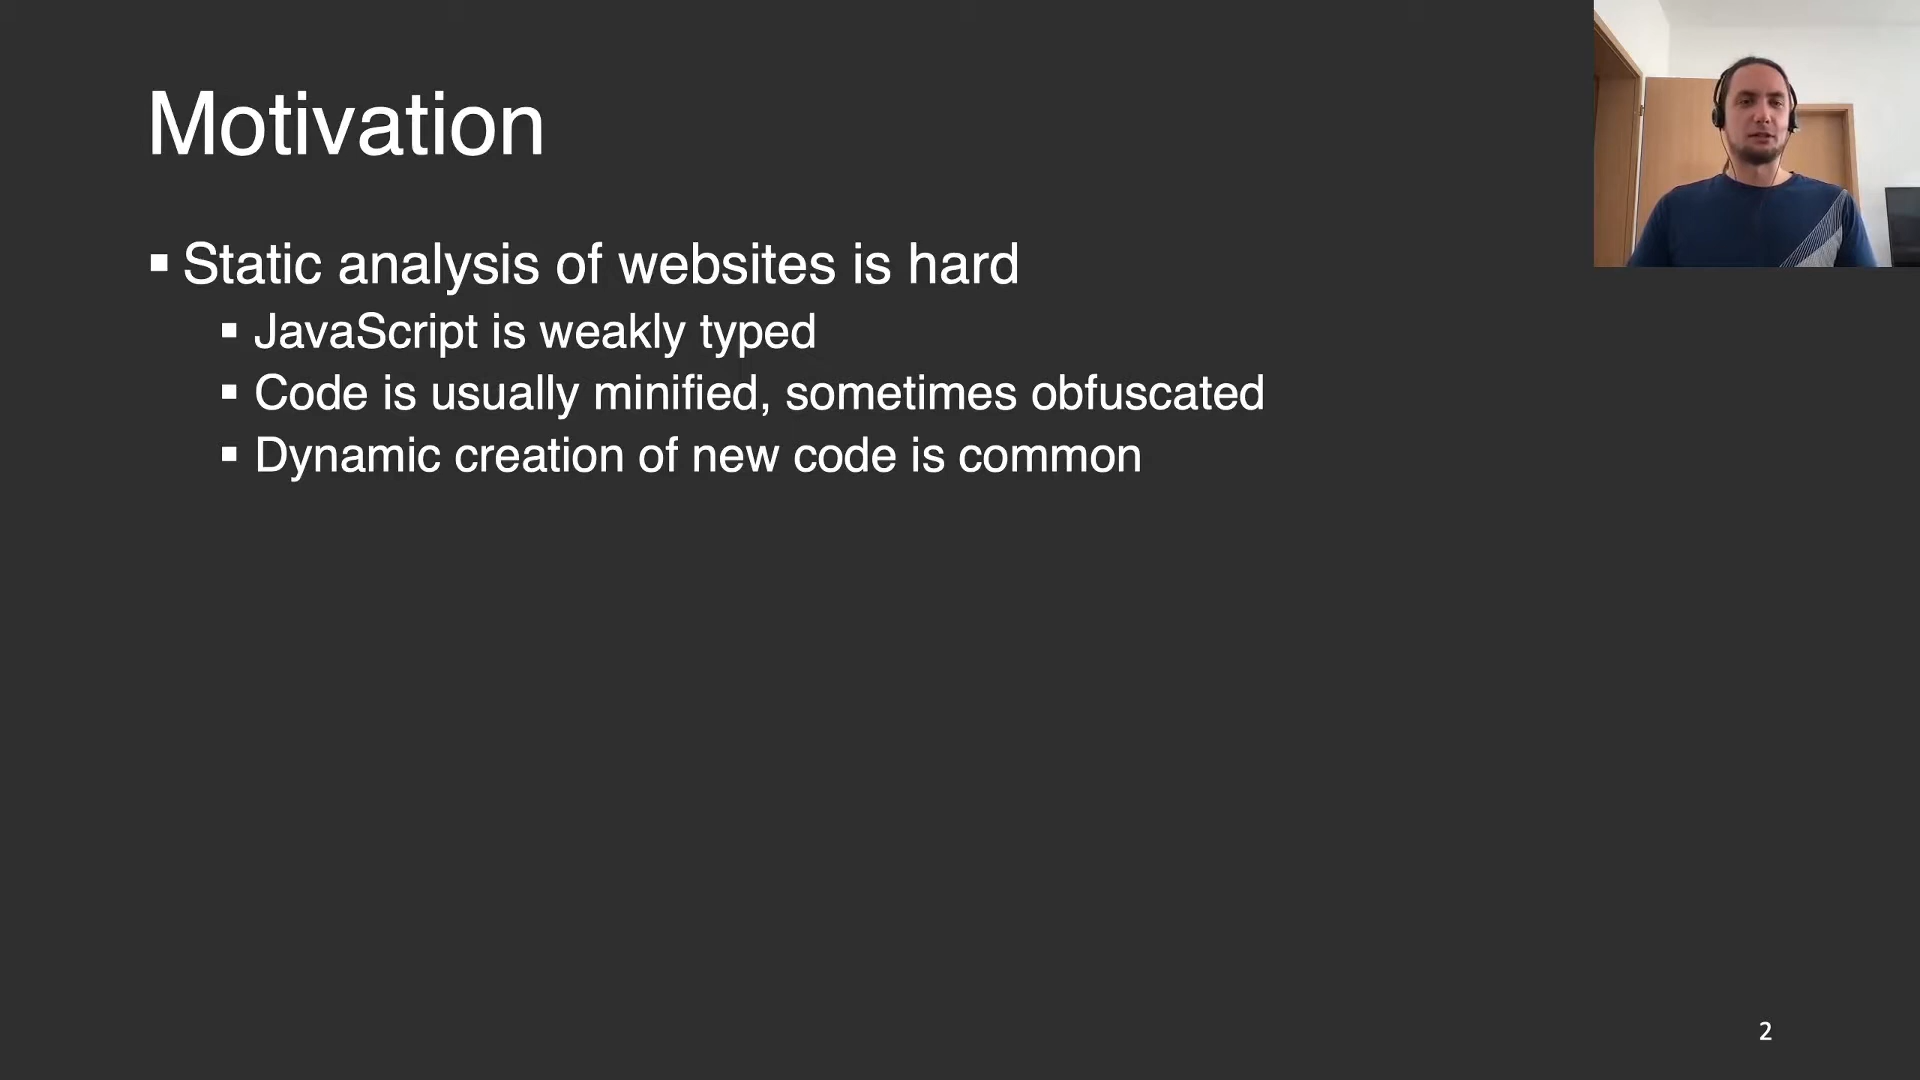 Motivation
▪ Static analysis of websites is hard
▪ JavaScript is weakly typed
▪ Code is usually minified, sometimes obfuscated
▪ Dynamic creation of new code is common
2